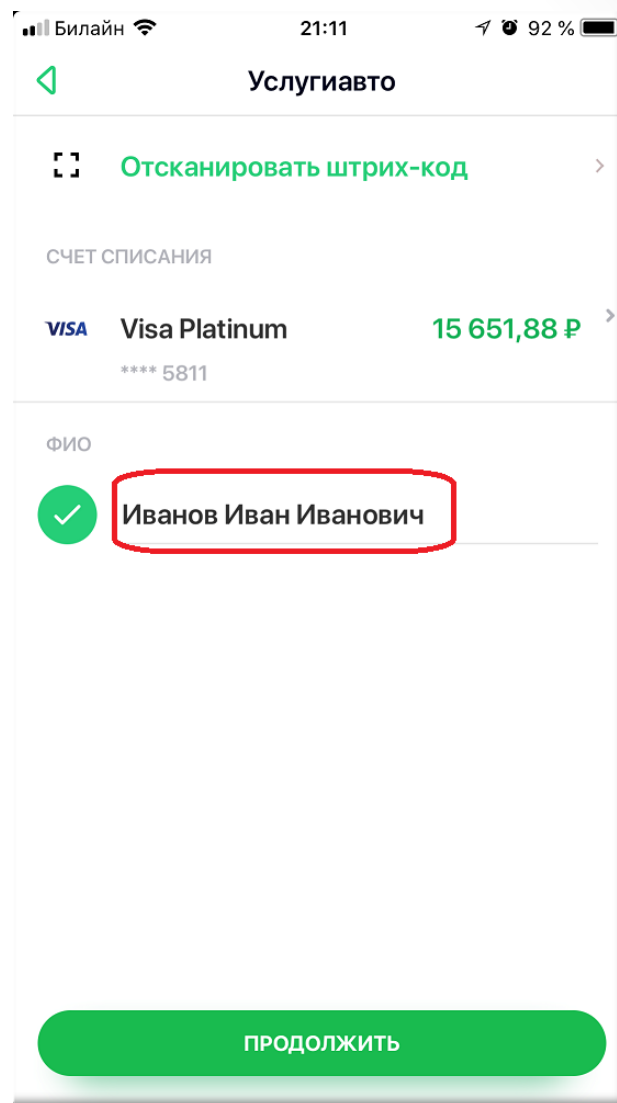 Билайн 21:11 92 %
Услугиавто
Отсканировать штрих-код
СЧЕТ СПИСАНИЯ
VISA Visa Platinum 15 651,88 ₽
**** 5811
ФИО
Иванов Иван Иванович
ПРОДОЛЖИТЬ